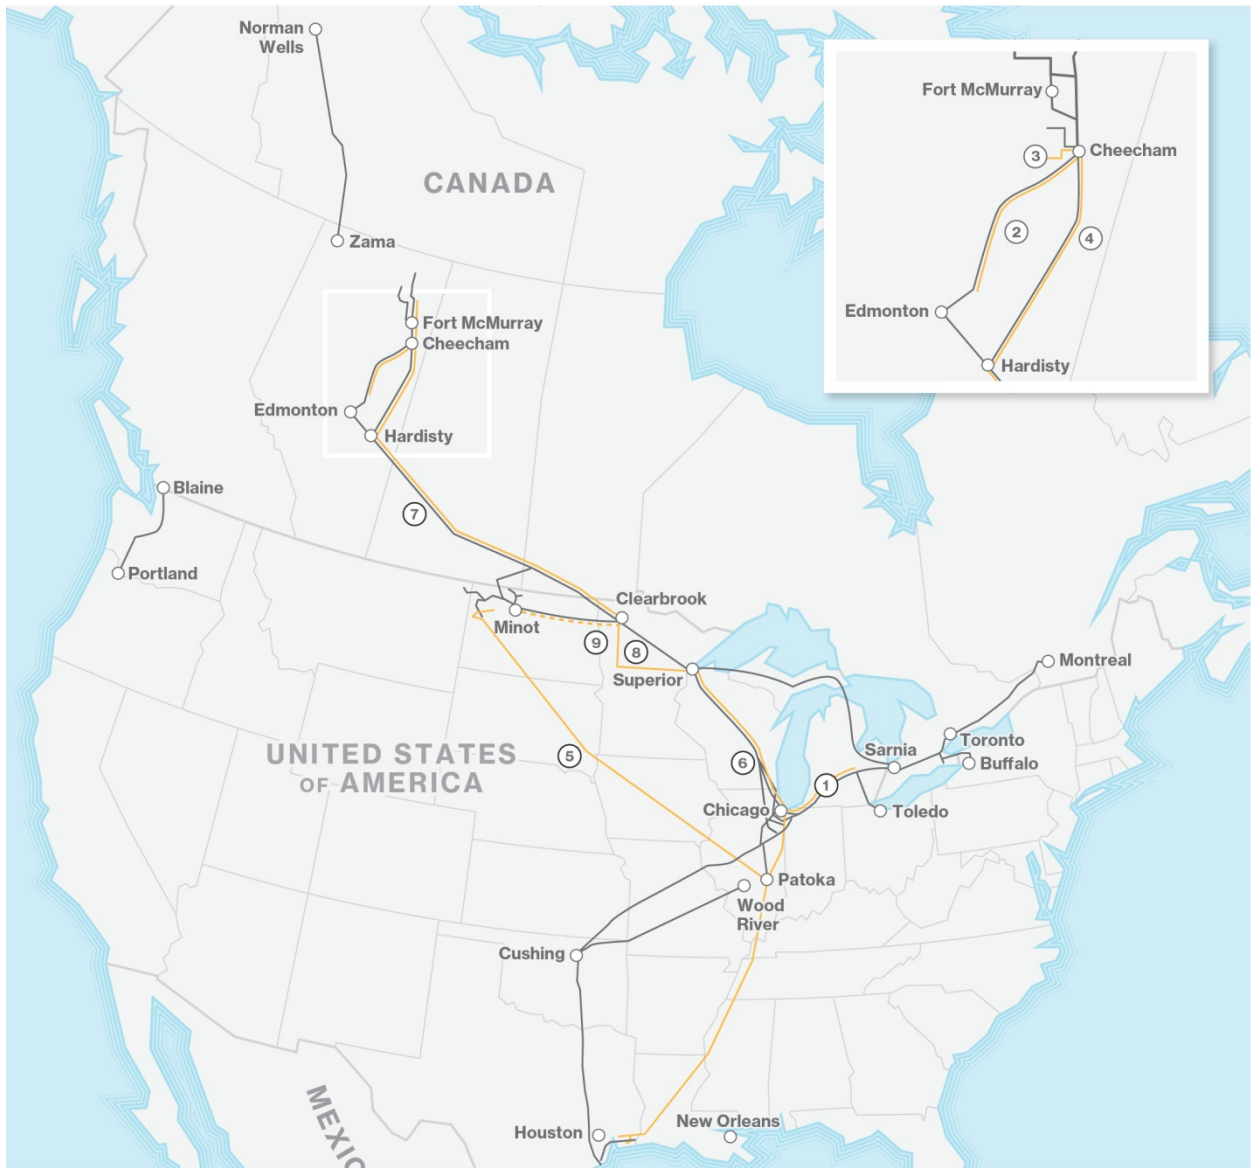 Norman
Wells
CANADA
Zama
Fort McMurray
Cheecham
Edmonton
Hardisty
Fort McMurray
3
Cheecham
2
4
Edmonton
Hardisty
Blaine
7
Portland
Clearbrook
Minot
9
8
Superior
Montreal
UNITED STATES
OF AMERICA
5
6
Sarnia
Toronto
Buffalo
1
Chicago
Toledo
Patoka
Wood
River
Cushing
MEXIC
Houston
New Orleans